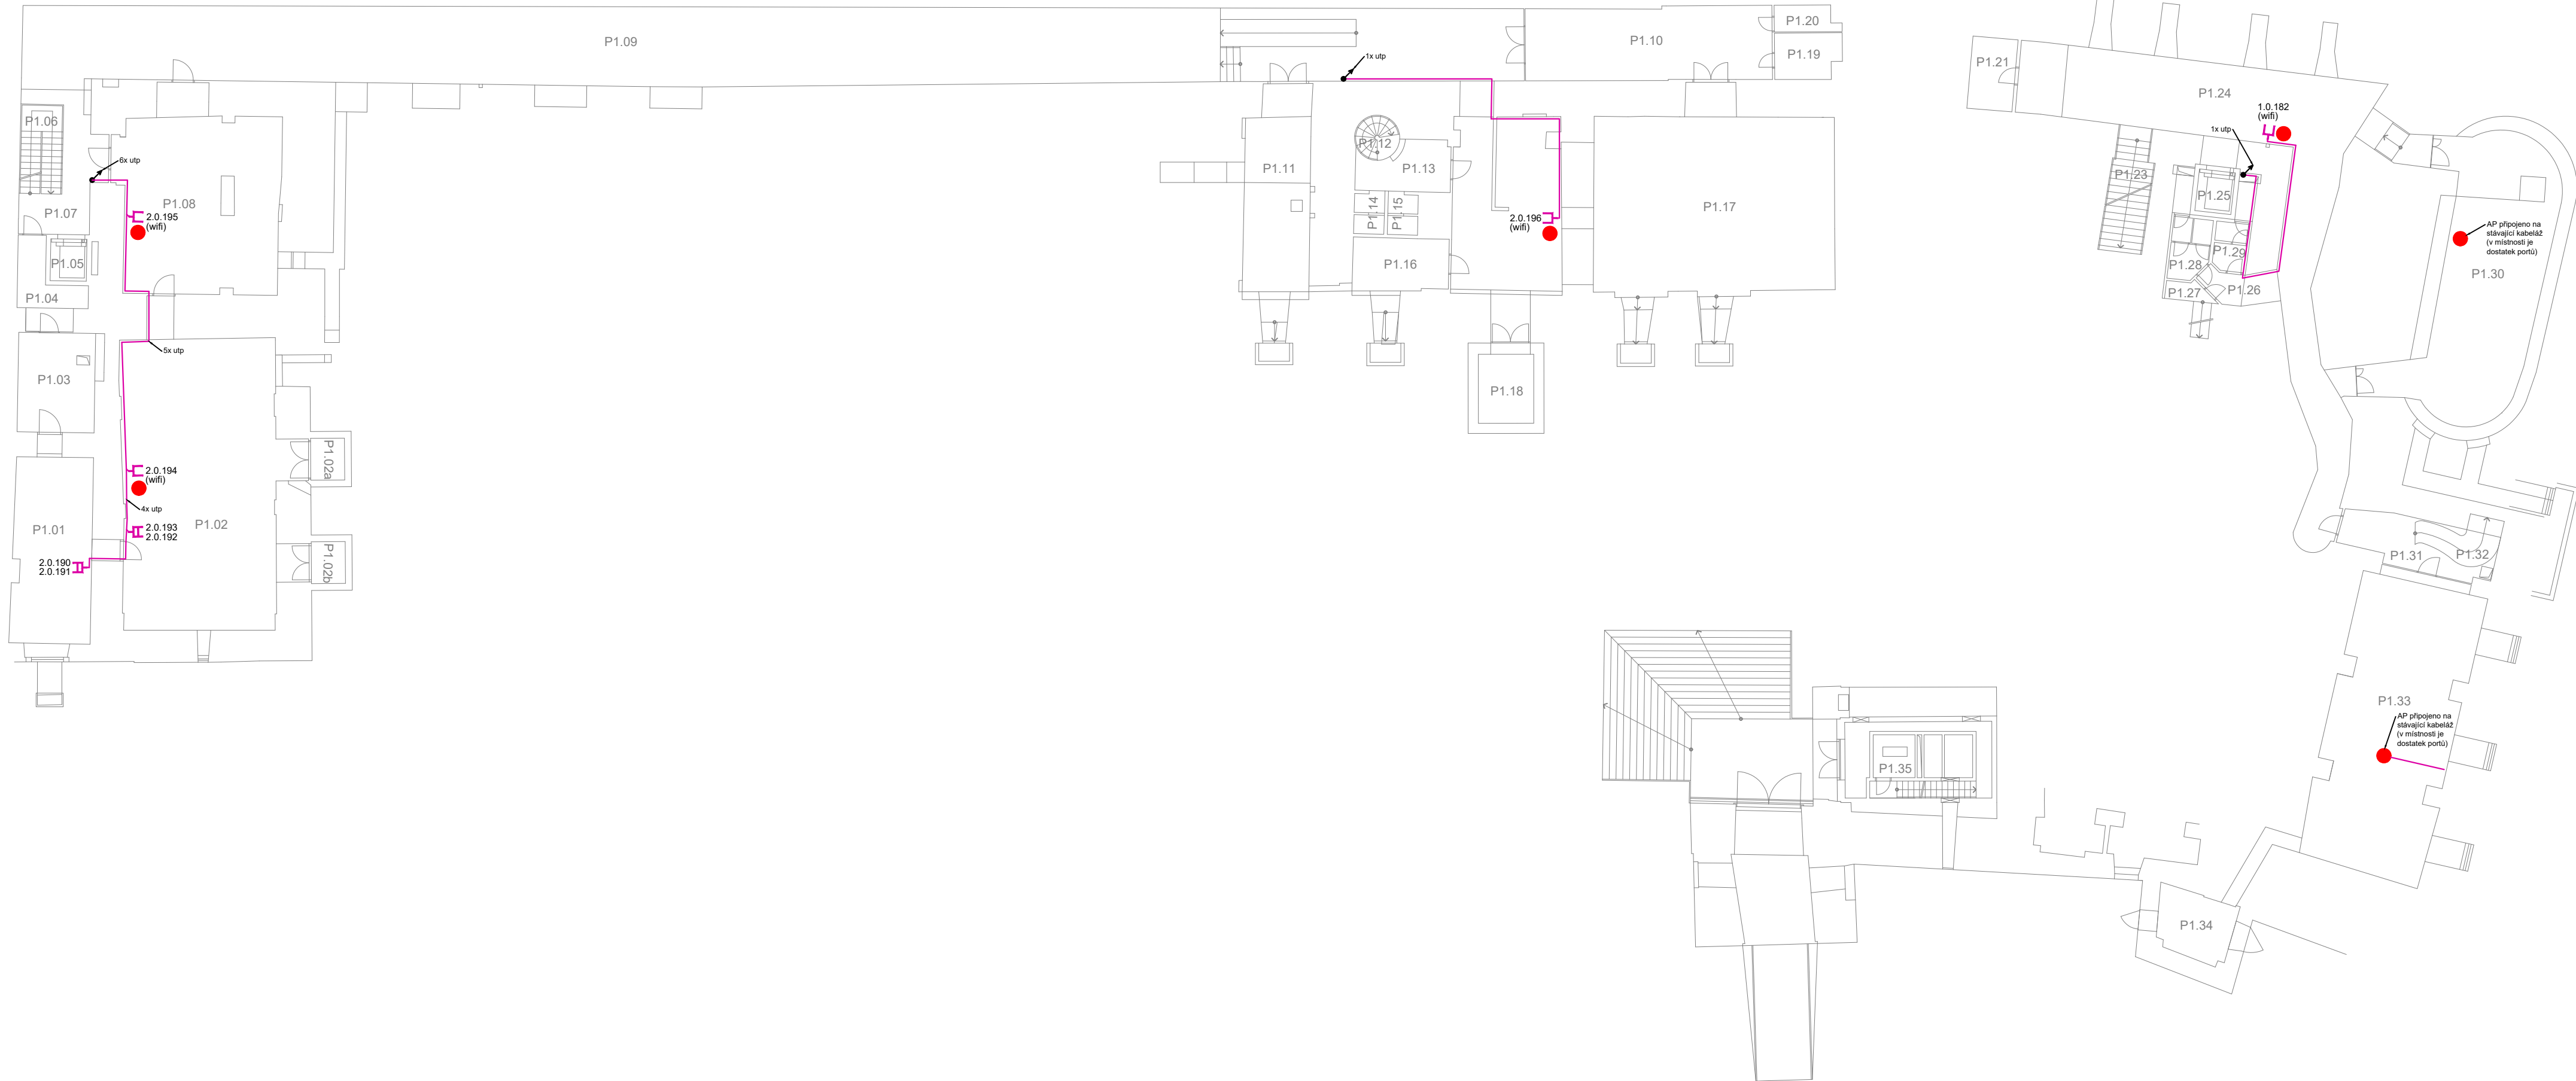 P1.09
P1.06
6x utp
P1.07
P1.08
2.0.195
(wifi)
P1.05
P1.04
5x utp
P1.03
P1.02a
2.0.194
(wifi)
4x utp
P1.01
P1.02
2.0.193
2.0.192
2.0.190
2.0.191
P1.02b
1x utp
P1.10
P1.20
P1.19
P1.11
P1.12
P1.13
P1.14
P1.15
2.0.196
(wifi)
P1.16
P1.17
P1.18
P1.21
P1.24
1.0.182
(wifi)
1x utp
P1.23
P1.25
P1.29
P1.28
P1.27
P1.26
AP připojeno na
stávající kabeláž
(v místnosti je
dostatek portů)
P1.30
P1.31
P1.32
P1.33
AP připojeno na
stávající kabeláž
(v místnosti je
dostatek portů)
P1.35
P1.34